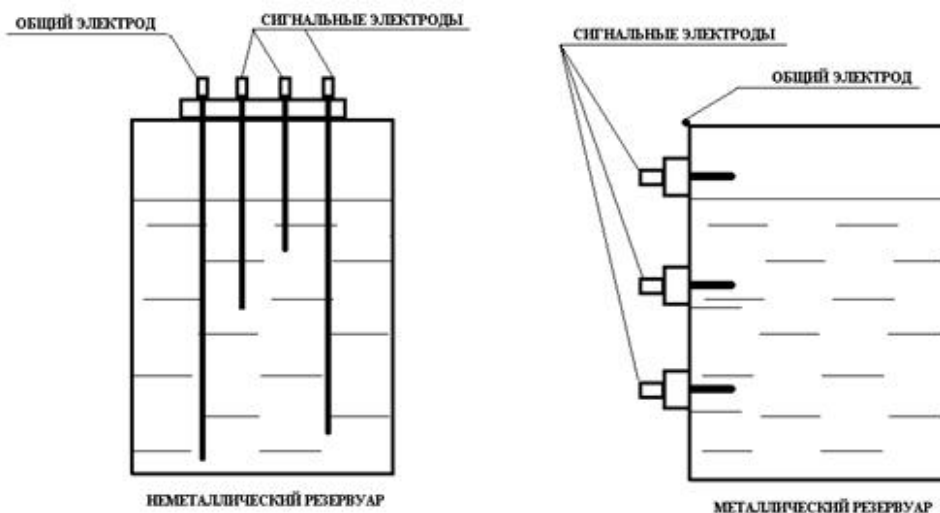 ОБЩИЙ ЭЛЕКТРОД
СИГНАЛЬНЫЕ ЭЛЕКТРОДЫ
НЕМЕТАЛЛИЧЕСКИЙ РЕЗЕРВУАР
СИГНАЛЬНЫЕ ЭЛЕКТРОДЫ
ОБЩИЙ ЭЛЕКТРОД
МЕТАЛЛИЧЕСКИЙ РЕЗЕРВУАР